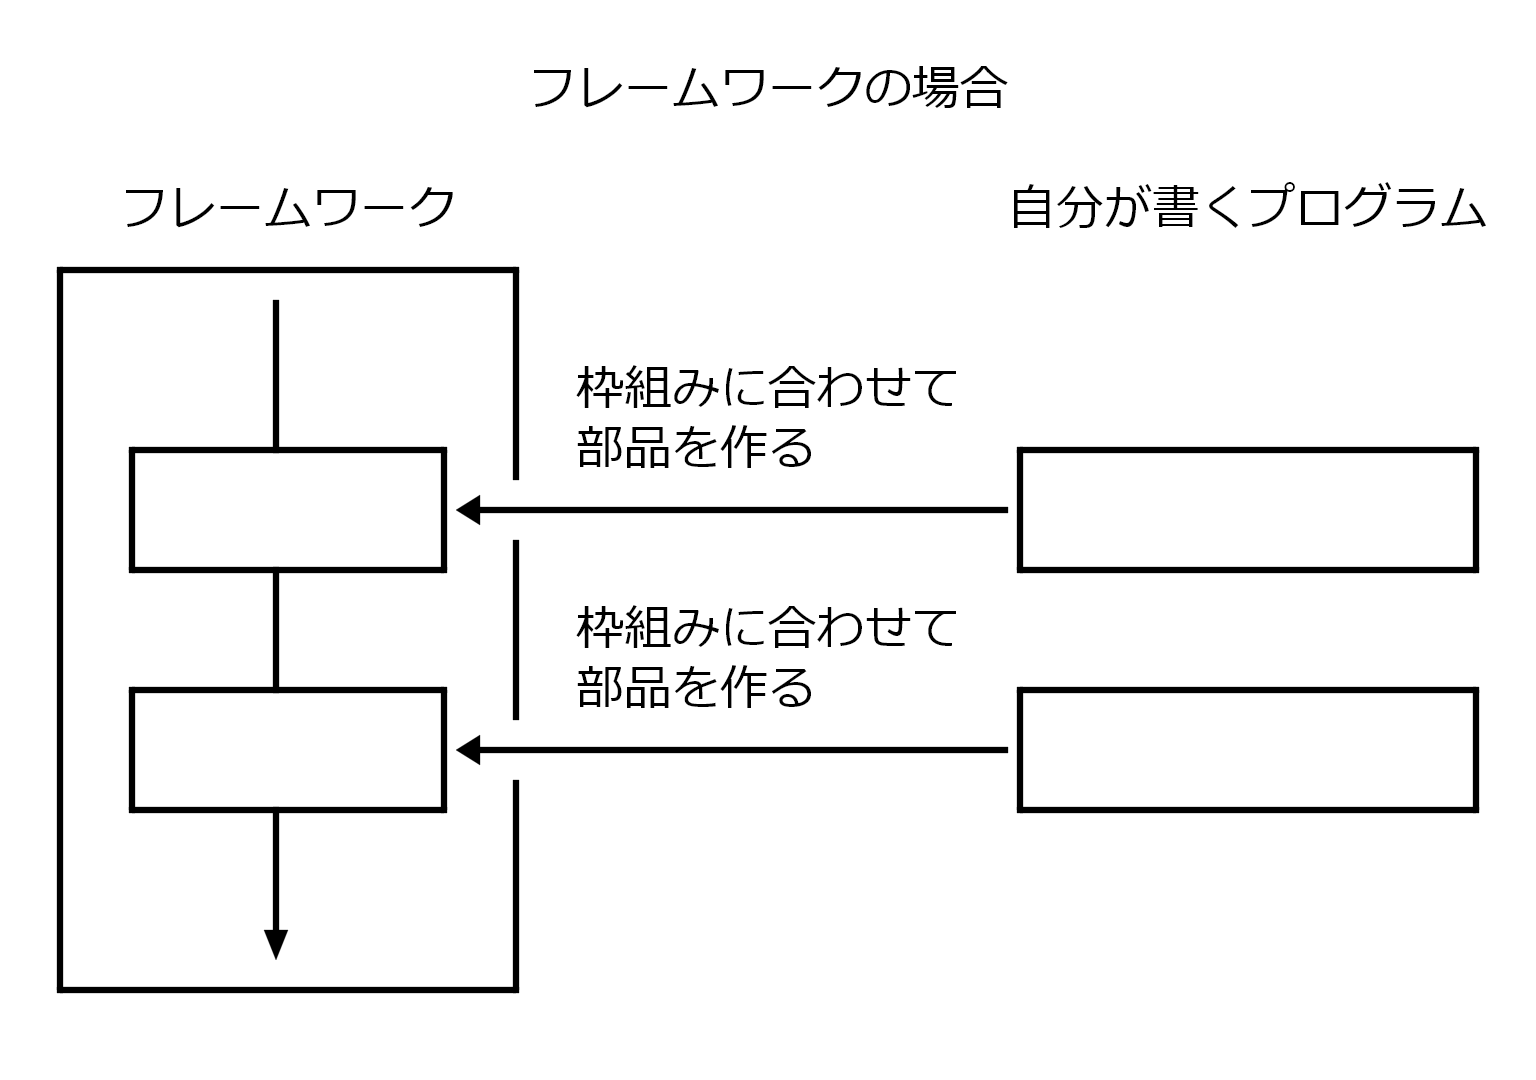 フレームワークの場合
フレームワーク
自分が書くプログラム
枠組みに合わせて
部品を作る
枠組みに合わせて
部品を作る